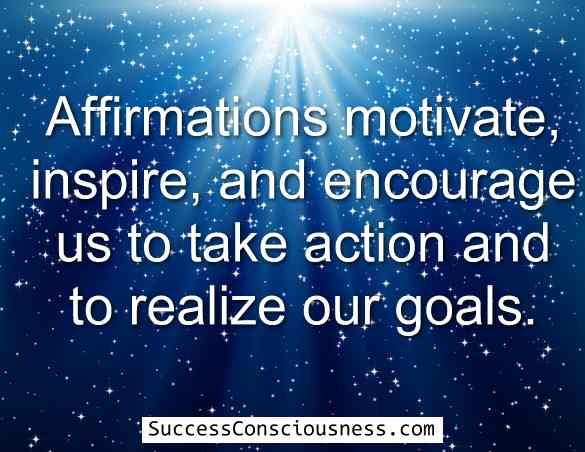 Affirmations motivate,
inspire, and encourage
us to take action and
to realize our goals.
SuccessConsciousness.com